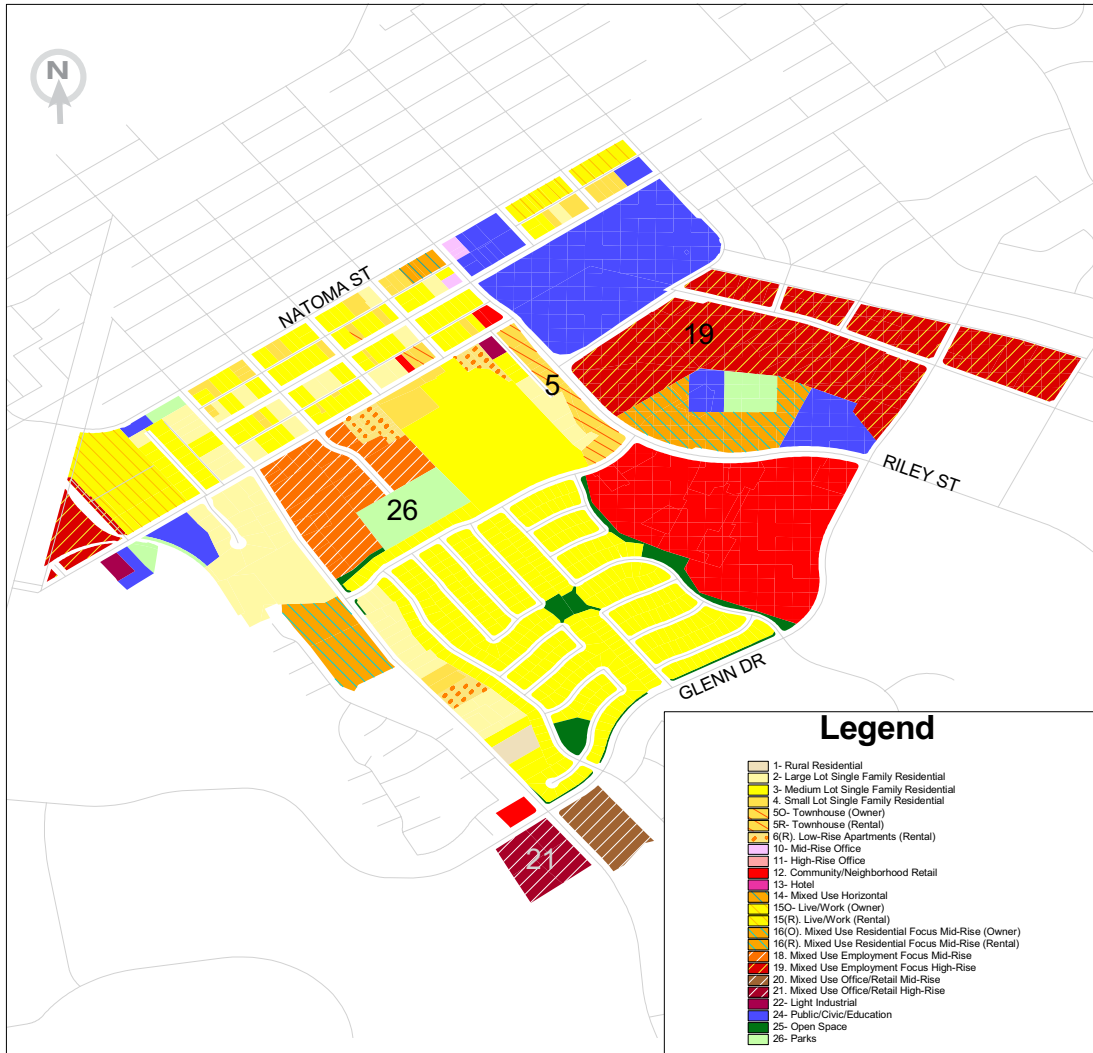 N
NATOMA ST
19
5
RILEY ST
26
GLENN DR
21
Legend
1- Rural Residential
2- Large Lot Single Family Residential
3- Medium Lot Single Family Residential
4. Small Lot Single Family Residential
5O- Townhouse (Owner)
5R- Townhouse (Rental)
6(R). Low-Rise Apartments (Rental)
10- Mid-Rise Office
11- High-Rise Office
12. Community/Neighborhood Retail
13- Hotel
14- Mixed Use Horizontal
15O- Live/Work (Owner)
15(R). Live/Work (Rental)
16(O). Mixed Use Residential Focus Mid-Rise (Owner)
16(R). Mixed Use Residential Focus Mid-Rise (Rental)
18. Mixed Use Employment Focus Mid-Rise
19. Mixed Use Employment Focus High-Rise
20. Mixed Use Office/Retail Mid-Rise
21. Mixed Use Office/Retail High-Rise
22- Light Industrial
24- Public/Civic/Education
25- Open Space
26- Parks